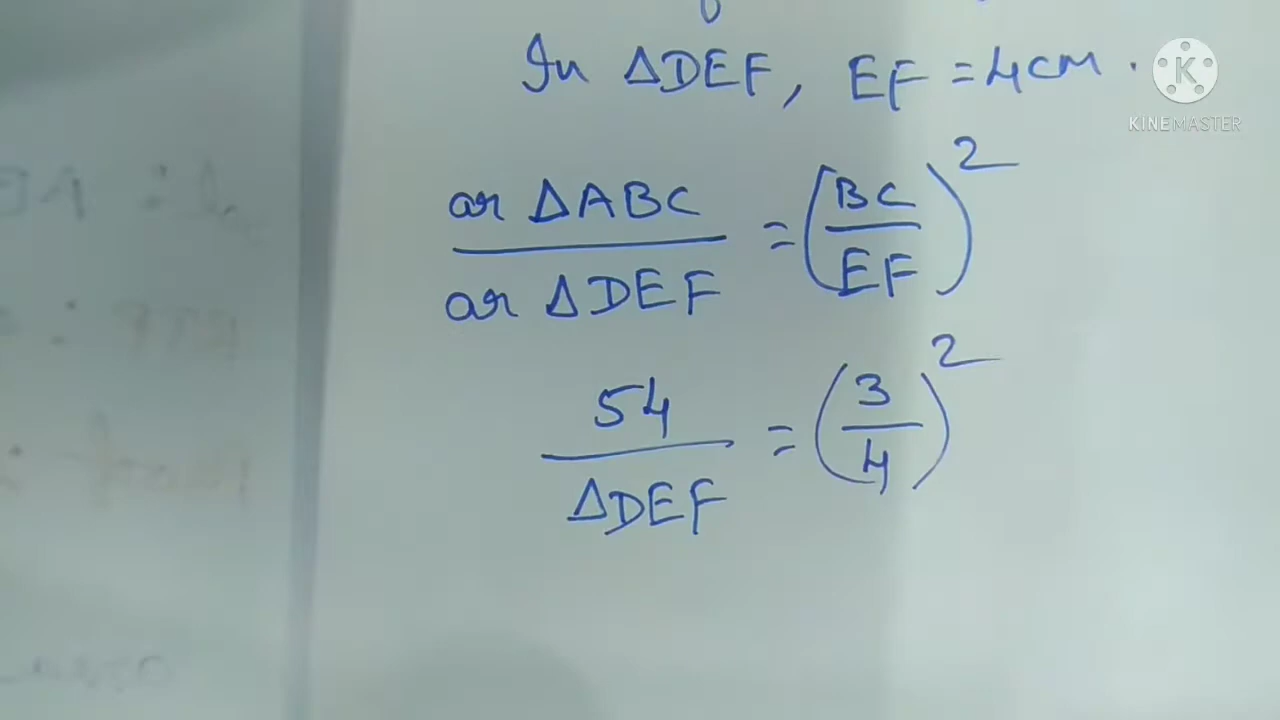 In ΔDEF, EF = 4cm.
K
KINEMASTER
ar ΔABC / ar ΔDEF = (BC / EF)²
54 / ΔDEF = (3 / 4)²